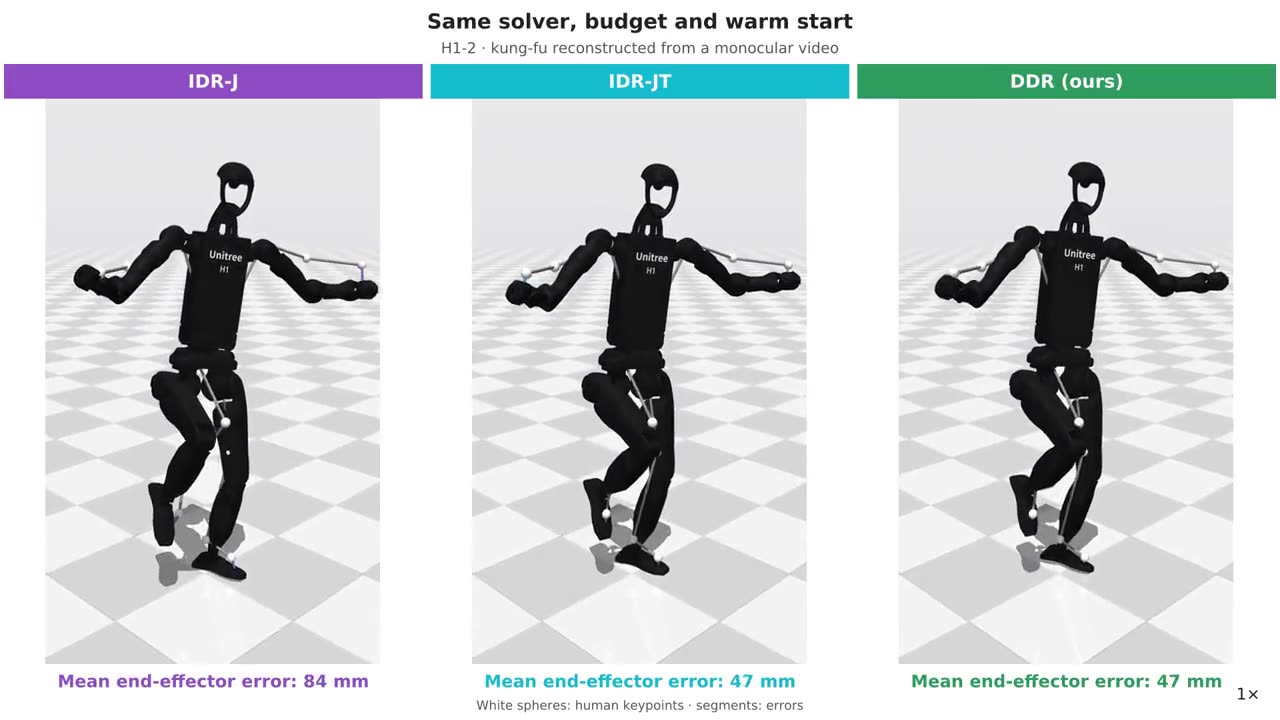 Same solver, budget and warm start
H1-2 · kung-fu reconstructed from a monocular video
IDR-J
IDR-JT
DDR (ours)
Unitree
H1
Unitree
H1
Unitree
H1
Mean end-effector error: 84 mm
Mean end-effector error: 47 mm
Mean end-effector error: 47 mm
1×
White spheres: human keypoints · segments: errors